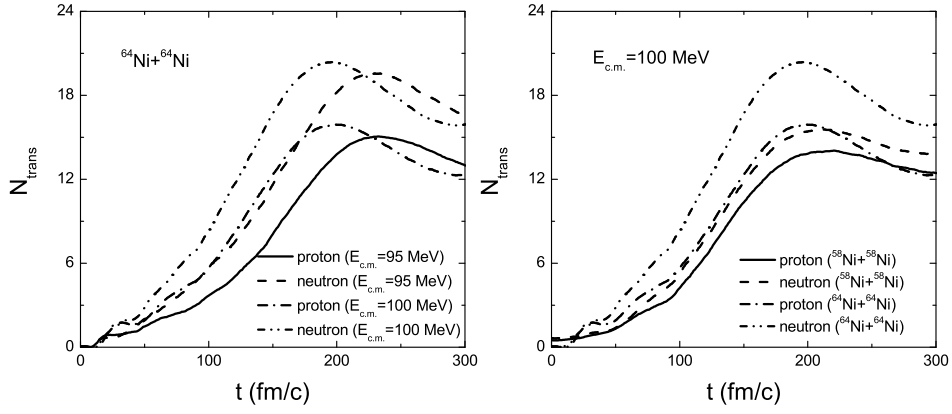 24
18
12
6
0
N_trans
64Ni+64Ni
proton (E_c.m.=95 MeV)
neutron (E_c.m.=95 MeV)
proton (E_c.m.=100 MeV)
neutron (E_c.m.=100 MeV)
0 100 200 300
t (fm/c)
24
18
12
6
0
N_trans
E_c.m.=100 MeV
proton (58Ni+58Ni)
neutron (58Ni+58Ni)
proton (64Ni+64Ni)
neutron (64Ni+64Ni)
0 100 200 300
t (fm/c)